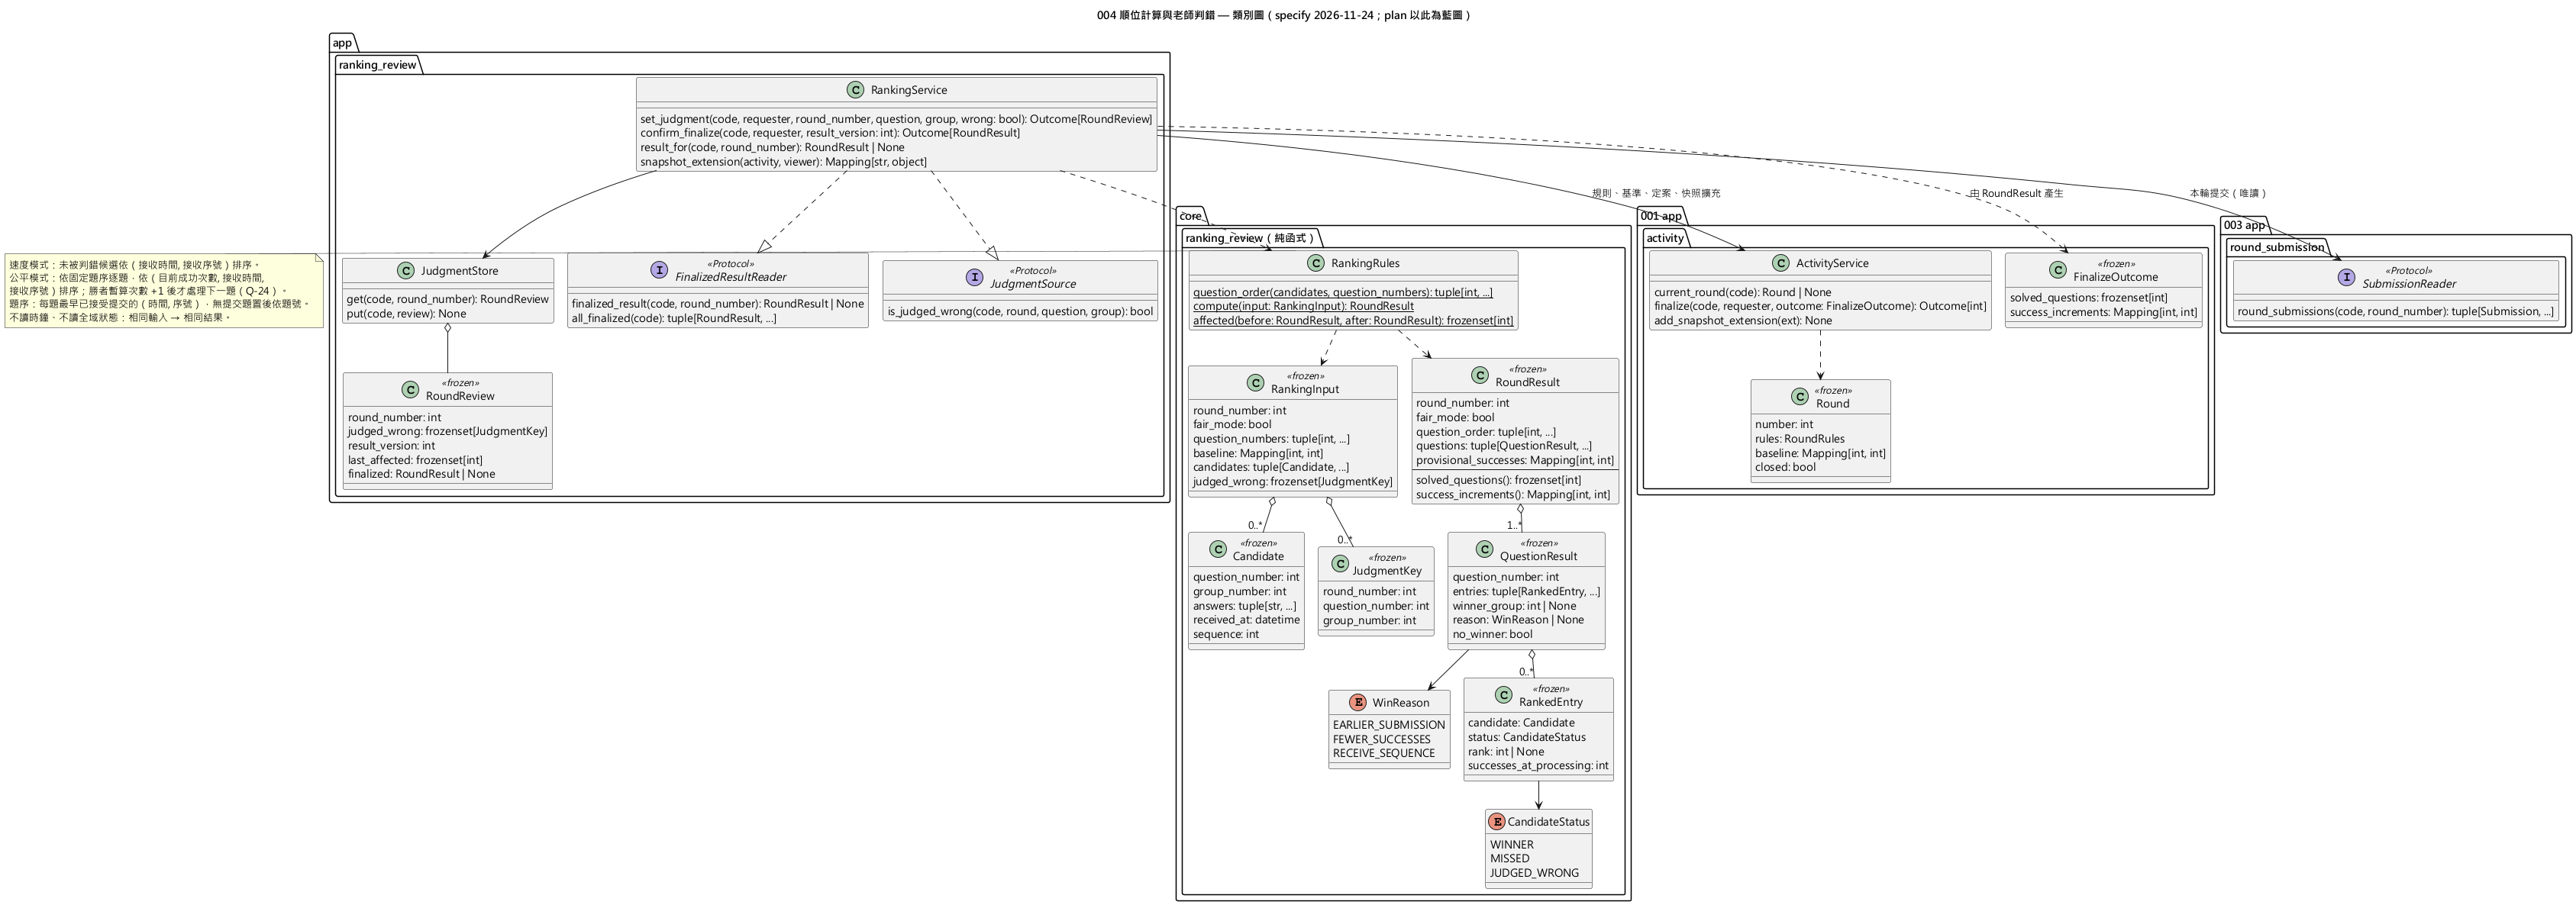 004 順位計算與老師判錯 — 類別圖（specify 2026-11-24；plan 以此為藍圖）
app
ranking_review
RankingService
set_judgment(code, requester, round_number, question, group, wrong: bool): Outcome[RoundReview]
confirm_finalize(code, requester, result_version: int): Outcome[RoundResult]
result_for(code, round_number): RoundResult | None
snapshot_extension(activity, viewer): Mapping[str, object]
規則、基準、定案、快照擴充
由 RoundResult 產生
本輪提交（唯讀）
速度模式：未被判錯候選依（接收時間, 接收序號）排序。
公平模式：依固定題序逐題，依（目前成功次數, 接收時間,
接收序號）排序；勝者暫算次數 +1 後才處理下一題（Q-24）。
題序：每題最早已接受提交的（時間, 序號），無提交題置後依題號。
不讀時鐘、不讀全域狀態；相同輸入 → 相同結果。
JudgmentStore
get(code, round_number): RoundReview
put(code, review): None
«Protocol»
FinalizedResultReader
finalized_result(code, round_number): RoundResult | None
all_finalized(code): tuple[RoundResult, ...]
«Protocol»
JudgmentSource
is_judged_wrong(code, round, question, group): bool
«frozen»
RoundReview
round_number: int
judged_wrong: frozenset[JudgmentKey]
result_version: int
last_affected: frozenset[int]
finalized: RoundResult | None
core
ranking_review（純函式）
RankingRules
question_order(candidates, question_numbers): tuple[int, ...]
compute(input: RankingInput): RoundResult
affected(before: RoundResult, after: RoundResult): frozenset[int]
«frozen»
RankingInput
round_number: int
fair_mode: bool
question_numbers: tuple[int, ...]
baseline: Mapping[int, int]
candidates: tuple[Candidate, ...]
judged_wrong: frozenset[JudgmentKey]
«frozen»
RoundResult
round_number: int
fair_mode: bool
question_order: tuple[int, ...]
questions: tuple[QuestionResult, ...]
provisional_successes: Mapping[int, int]
solved_questions(): frozenset[int]
success_increments(): Mapping[int, int]
0..*
0..*
1..*
«frozen»
Candidate
question_number: int
group_number: int
answers: tuple[str, ...]
received_at: datetime
sequence: int
«frozen»
JudgmentKey
round_number: int
question_number: int
group_number: int
«frozen»
QuestionResult
question_number: int
entries: tuple[RankedEntry, ...]
winner_group: int | None
reason: WinReason | None
no_winner: bool
0..*
WinReason
EARLIER_SUBMISSION
FEWER_SUCCESSES
RECEIVE_SEQUENCE
«frozen»
RankedEntry
candidate: Candidate
status: CandidateStatus
rank: int | None
successes_at_processing: int
CandidateStatus
WINNER
MISSED
JUDGED_WRONG
001 app
activity
ActivityService
current_round(code): Round | None
finalize(code, requester, outcome: FinalizeOutcome): Outcome[int]
add_snapshot_extension(ext): None
«frozen»
FinalizeOutcome
solved_questions: frozenset[int]
success_increments: Mapping[int, int]
«frozen»
Round
number: int
rules: RoundRules
baseline: Mapping[int, int]
closed: bool
003 app
round_submission
«Protocol»
SubmissionReader
round_submissions(code, round_number): tuple[Submission, ...]